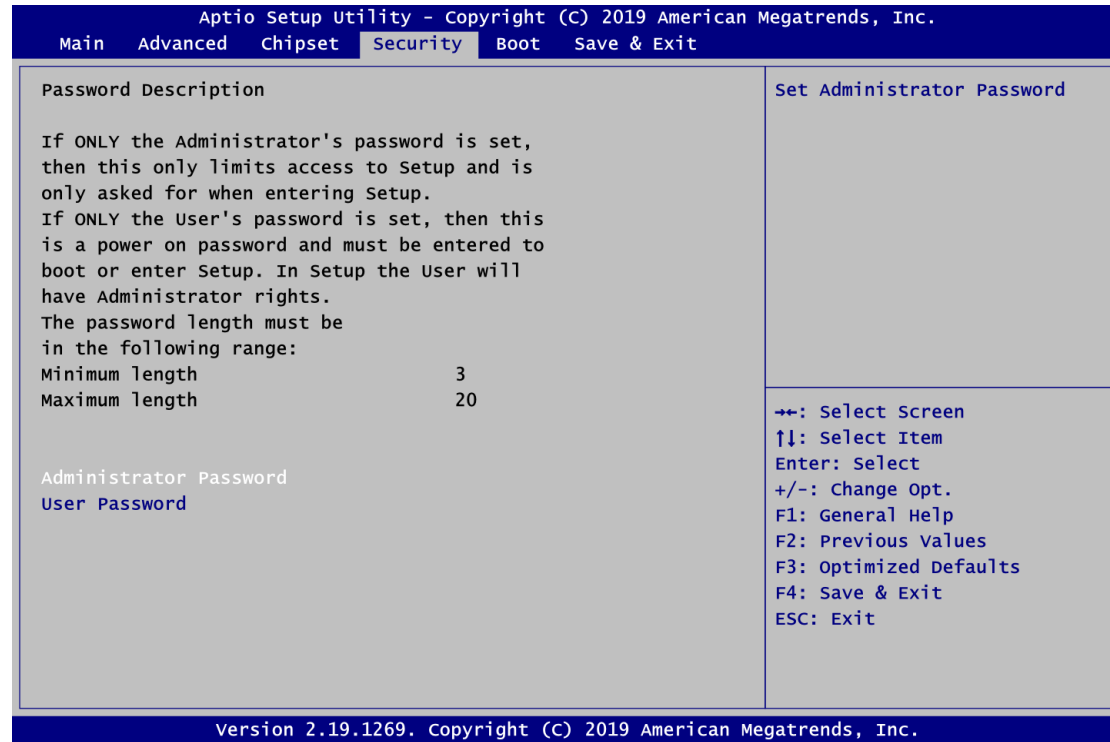 Aptio Setup Utility - Copyright (C) 2019 American Megatrends, Inc.
Main Advanced Chipset Security Boot Save & Exit
Password Description
If ONLY the Administrator's password is set,
then this only limits access to Setup and is
only asked for when entering Setup.
If ONLY the User's password is set, then this
is a power on password and must be entered to
boot or enter Setup. In Setup the User will
have Administrator rights.
The password length must be
in the following range:
Minimum length 3
Maximum length 20
Administrator Password
User Password
Set Administrator Password
→←: Select Screen
↑↓: Select Item
Enter: Select
+/-: Change Opt.
F1: General Help
F2: Previous Values
F3: Optimized Defaults
F4: Save & Exit
ESC: Exit
Version 2.19.1269. Copyright (C) 2019 American Megatrends, Inc.